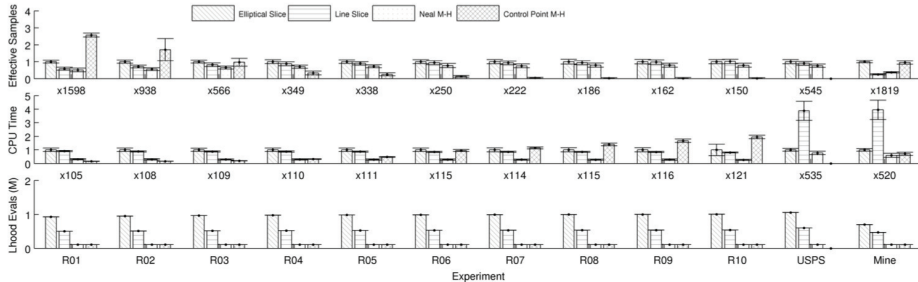 Elliptical Slice Line Slice Neal M-H Control Point M-H
Effective Samples
4
3
2
1
0
x1598 x938 x566 x349 x338 x250 x222 x186 x162 x150 x545 x1819
CPU Time
5
4
3
2
1
0
x105 x108 x109 x110 x111 x115 x114 x115 x116 x121 x535 x520
Lhood Evals (M)
2
1
0
R01 R02 R03 R04 R05 R06 R07 R08 R09 R10 USPS Mine
Experiment